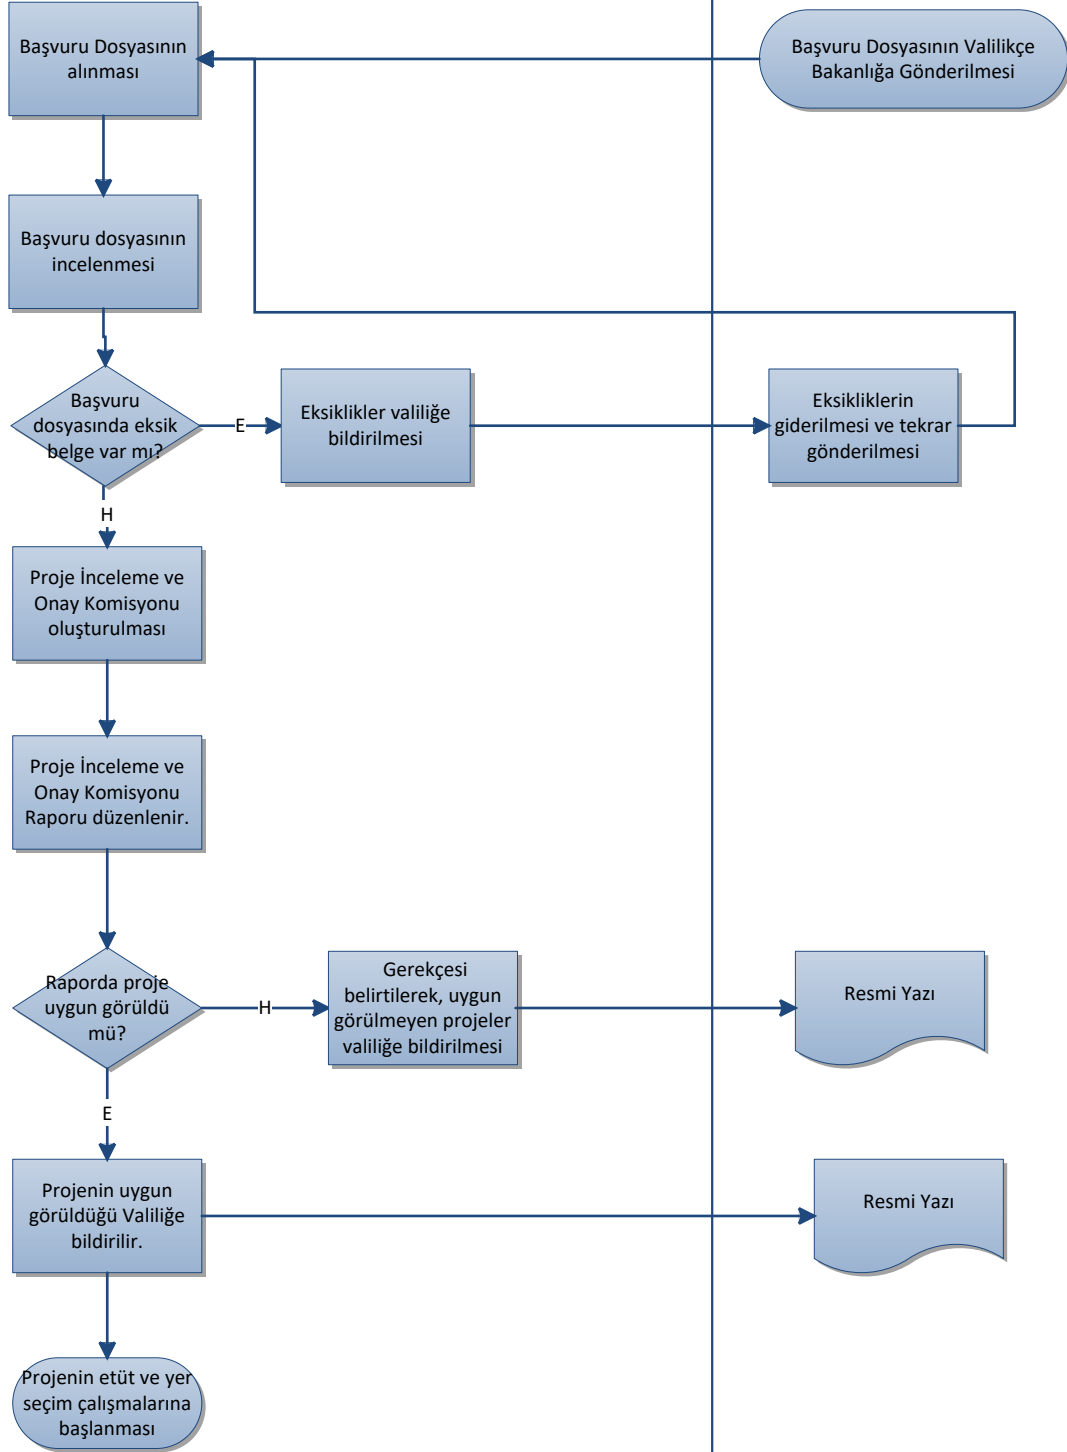 Başvuru Dosyasının
alınması
Başvuru Dosyasının Valilikçe
Bakanlığa Gönderilmesi
Başvuru dosyasının
incelenmesi
Başvuru
dosyasında eksik
belge var mı?
E
Eksiklikler valiliğe
bildirilmesi
Eksikliklerin
giderilmesi ve tekrar
gönderilmesi
H
Proje İnceleme ve
Onay Komisyonu
oluşturulması
Proje İnceleme ve
Onay Komisyonu
Raporu düzenlenir.
Raporda proje
uygun görüldü
mü?
H
Gerekçesi
belirtilerek, uygun
görülmeyen projeler
valiliğe bildirilmesi
Resmi Yazı
E
Projenin uygun
görüldüğü Valiliğe
bildirilir.
Resmi Yazı
Projenin etüt ve yer
seçim çalışmalarına
başlanması